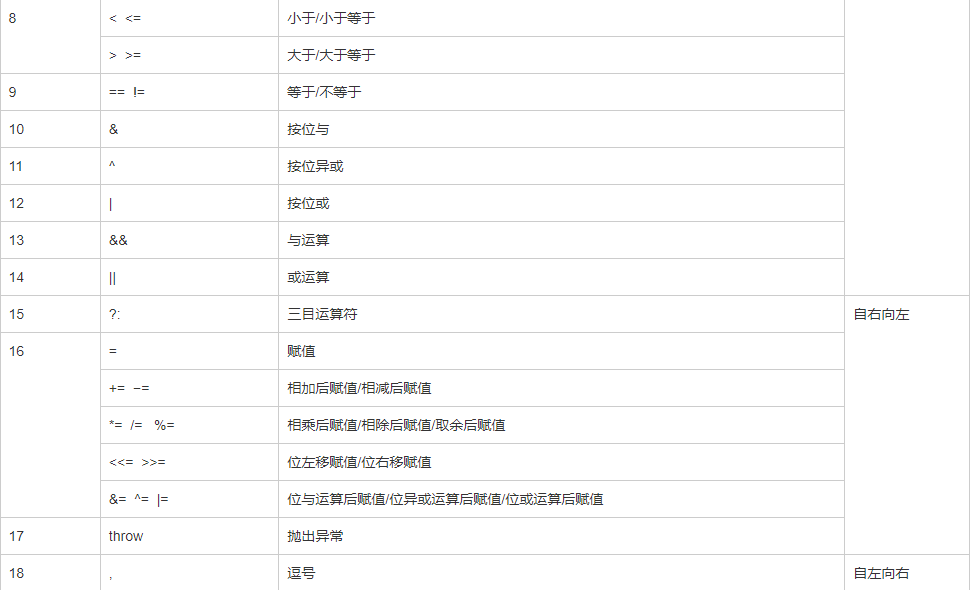 8 < <= 小于/小于等于
> >= 大于/大于等于
9 == != 等于/不等于
10 & 按位与
11 ^ 按位异或
12 | 按位或
13 && 与运算
14 || 或运算
15 ?: 三目运算符 自右向左
16 = 赋值
+= −= 相加后赋值/相减后赋值
*= /= %= 相乘后赋值/相除后赋值/取余后赋值
<<= >>= 位左移赋值/位右移赋值
&= ^= |= 位与运算后赋值/位异或运算后赋值/位或运算后赋值
17 throw 抛出异常
18 , 逗号 自左向右